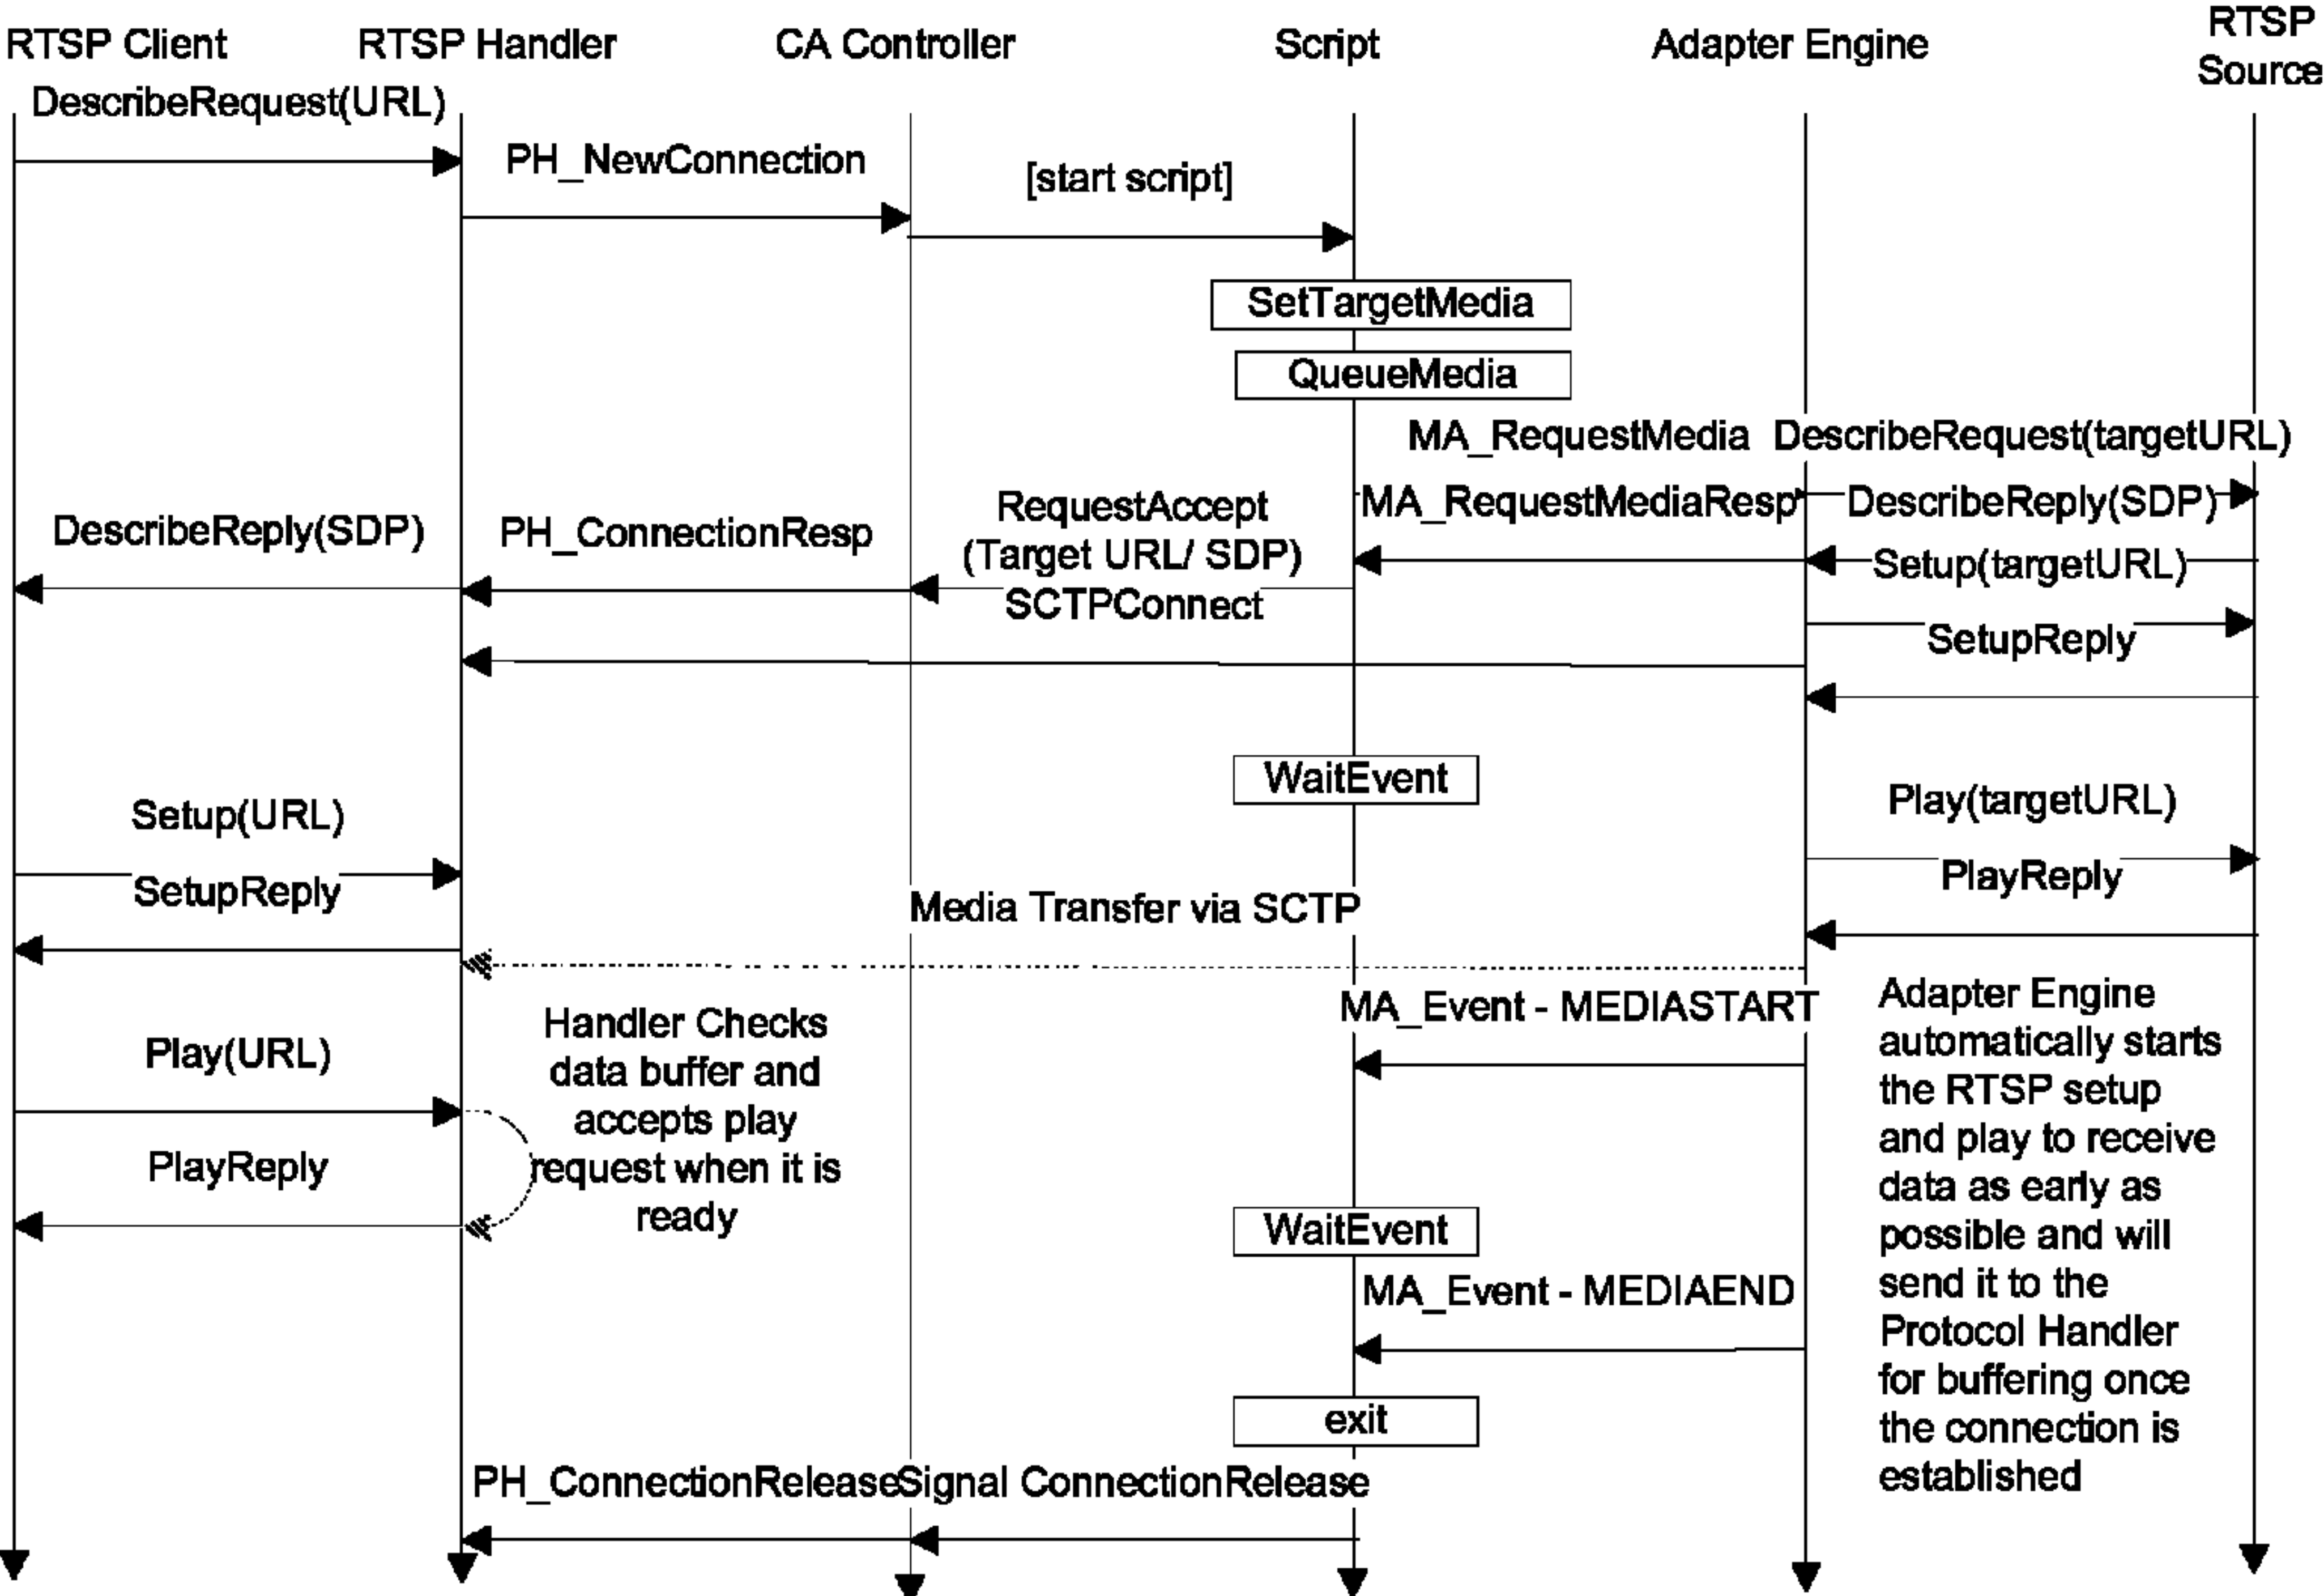 RTSP Client
RTSP Handler
CA Controller
Script
Adapter Engine
RTSP
Source
DescribeRequest(URL)
PH_NewConnection
[start script]
SetTargetMedia
QueueMedia
MA_RequestMedia
DescribeRequest(targetURL)
DescribeReply(SDP)
PH_ConnectionResp
RequestAccept
(Target URL/ SDP)
SCTPConnect
MA_RequestMediaResp
DescribeReply(SDP)
Setup(targetURL)
SetupReply
WaitEvent
Setup(URL)
SetupReply
Play(targetURL)
PlayReply
Media Transfer via SCTP
Play(URL)
PlayReply
Handler Checks
data buffer and
accepts play
request when it is
ready
MA_Event - MEDIASTART
Adapter Engine
automatically starts
the RTSP setup
and play to receive
data as early as
possible and will
send it to the
Protocol Handler
for buffering once
the connection is
established
WaitEvent
MA_Event - MEDIAEND
exit
PH_ConnectionRelease
Signal ConnectionRelease